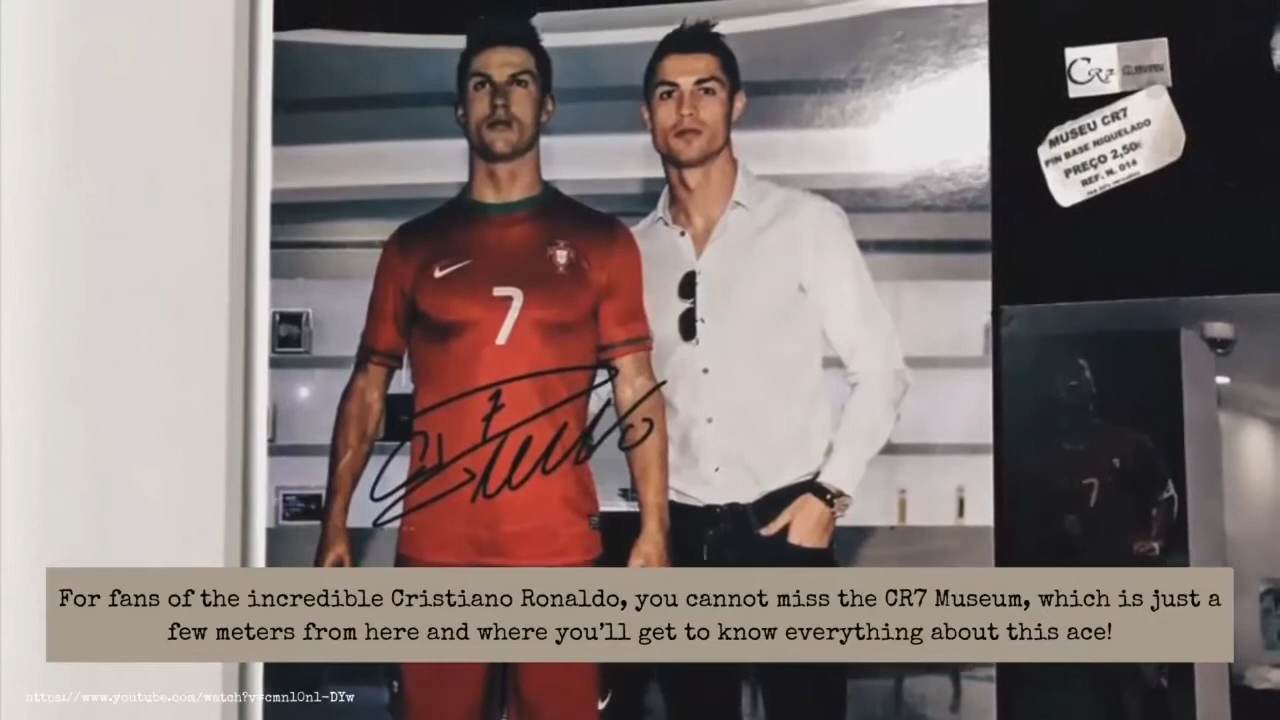 CR7
MUSEU CR7
PIN BASE NIQUELADO
PREÇO 2,50€
REF. N. 014
7
7
7
For fans of the incredible Cristiano Ronaldo, you cannot miss the CR7 Museum, which is just a
few meters from here and where you’ll get to know everything about this ace!
https://www.youtube.com/watch?v=cmnl0nl-DYw